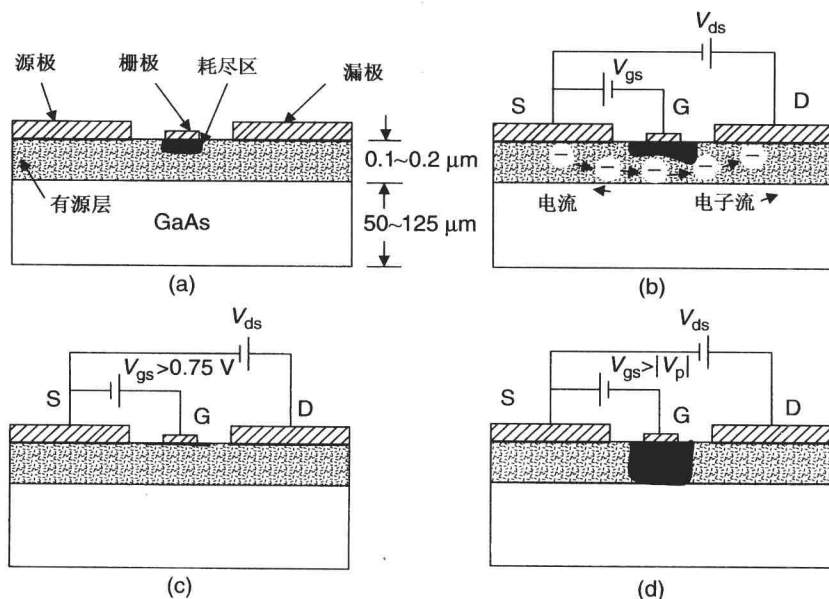 源极
栅极
耗尽区
漏极
0.1~0.2 μm
有源层
GaAs
50~125 μm
(a)
V_ds
V_gs
S
G
D
电流
电子流
(b)
V_ds
V_gs>0.75 V
S
G
D
(c)
V_ds
V_gs>|V_p|
S
G
D
(d)